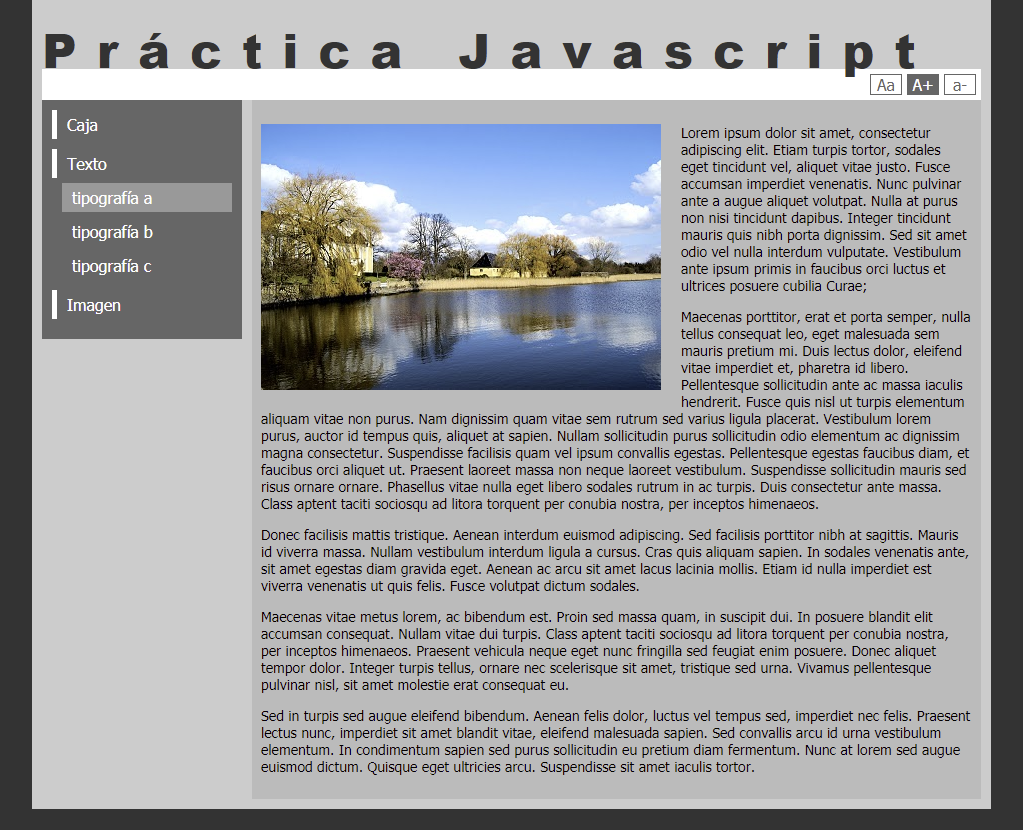 Práctica Javascript
Aa A+ a-
Caja
Texto
tipografía a
tipografía b
tipografía c
Imagen
Lorem ipsum dolor sit amet, consectetur
adipiscing elit. Etiam turpis tortor, sodales
eget tincidunt vel, aliquet vitae justo. Fusce
accumsan imperdiet venenatis. Nunc pulvinar
ante a augue aliquet volutpat. Nulla at purus
non nisi tincidunt dapibus. Integer tincidunt
mauris quis nibh porta dignissim. Sed sit amet
odio vel nulla interdum vulputate. Vestibulum
ante ipsum primis in faucibus orci luctus et
ultrices posuere cubilia Curae;
Maecenas porttitor, erat et porta semper, nulla
tellus consequat leo, eget malesuada sem
mauris pretium mi. Duis lectus dolor, eleifend
vitae imperdiet et, pharetra id libero.
Pellentesque sollicitudin ante ac massa iaculis
hendrerit. Fusce quis nisl ut turpis elementum
aliquam vitae non purus. Nam dignissim quam vitae sem rutrum sed varius ligula placerat. Vestibulum lorem
purus, auctor id tempus quis, aliquet at sapien. Nullam sollicitudin purus sollicitudin odio elementum ac dignissim
magna consectetur. Suspendisse facilisis quam vel ipsum convallis egestas. Pellentesque egestas faucibus diam, et
faucibus orci aliquet ut. Praesent laoreet massa non neque laoreet vestibulum. Suspendisse sollicitudin mauris sed
risus ornare ornare. Phasellus vitae nulla eget libero sodales rutrum in ac turpis. Duis consectetur ante massa.
Class aptent taciti sociosqu ad litora torquent per conubia nostra, per inceptos himenaeos.
Donec facilisis mattis tristique. Aenean interdum euismod adipiscing. Sed facilisis porttitor nibh at sagittis. Mauris
id viverra massa. Nullam vestibulum interdum ligula a cursus. Cras quis aliquam sapien. In sodales venenatis ante,
sit amet egestas diam gravida eget. Aenean ac arcu sit amet lacus lacinia mollis. Etiam id nulla imperdiet est
viverra venenatis ut quis felis. Fusce volutpat dictum sodales.
Maecenas vitae metus lorem, ac bibendum est. Proin sed massa quam, in suscipit dui. In posuere blandit elit
accumsan consequat. Nullam vitae dui turpis. Class aptent taciti sociosqu ad litora torquent per conubia nostra,
per inceptos himenaeos. Praesent vehicula neque eget nunc fringilla sed feugiat enim posuere. Donec aliquet
tempor dolor. Integer turpis tellus, ornare nec scelerisque sit amet, tristique sed urna. Vivamus pellentesque
pulvinar nisl, sit amet molestie erat consequat eu.
Sed in turpis sed augue eleifend bibendum. Aenean felis dolor, luctus vel tempus sed, imperdiet nec felis. Praesent
lectus nunc, imperdiet sit amet blandit vitae, eleifend malesuada sapien. Sed convallis arcu id urna vestibulum
elementum. In condimentum sapien sed purus sollicitudin eu pretium diam fermentum. Nunc at lorem sed augue
euismod dictum. Quisque eget ultricies arcu. Suspendisse sit amet iaculis tortor.